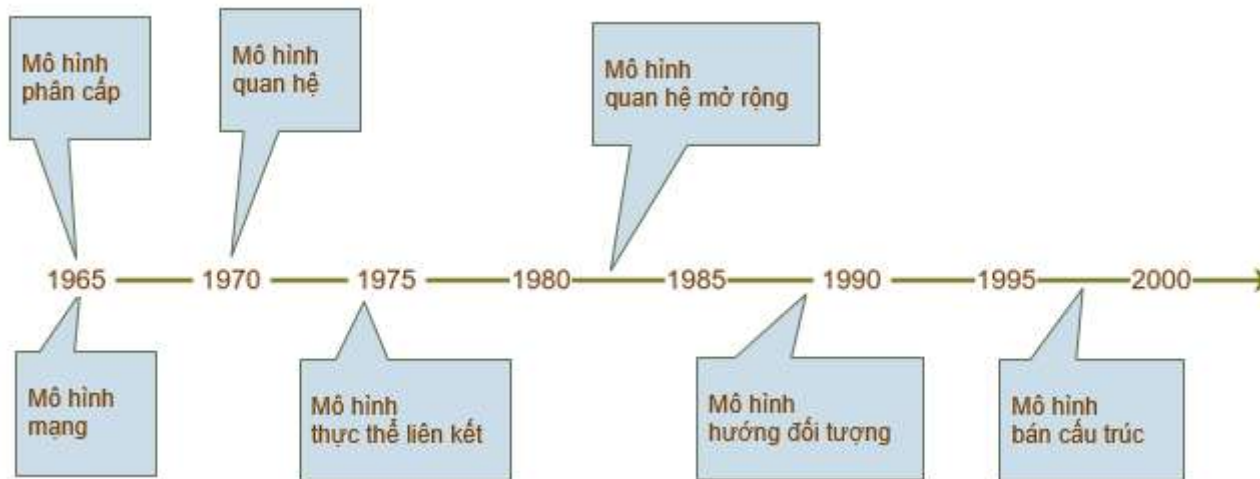 Mô hình
phân cấp
Mô hình
quan hệ
Mô hình
quan hệ mở rộng
1965 1970 1975 1980 1985 1990 1995 2000
Mô hình
mạng
Mô hình
thực thể liên kết
Mô hình
hướng đối tượng
Mô hình
bán cấu trúc